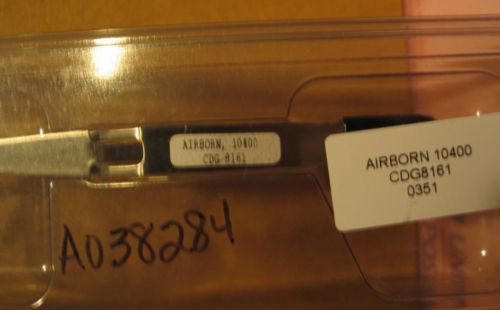 AIRBORN, 10400
CDG 8161
AIRBORN 10400
CDG8161
0351
A038284